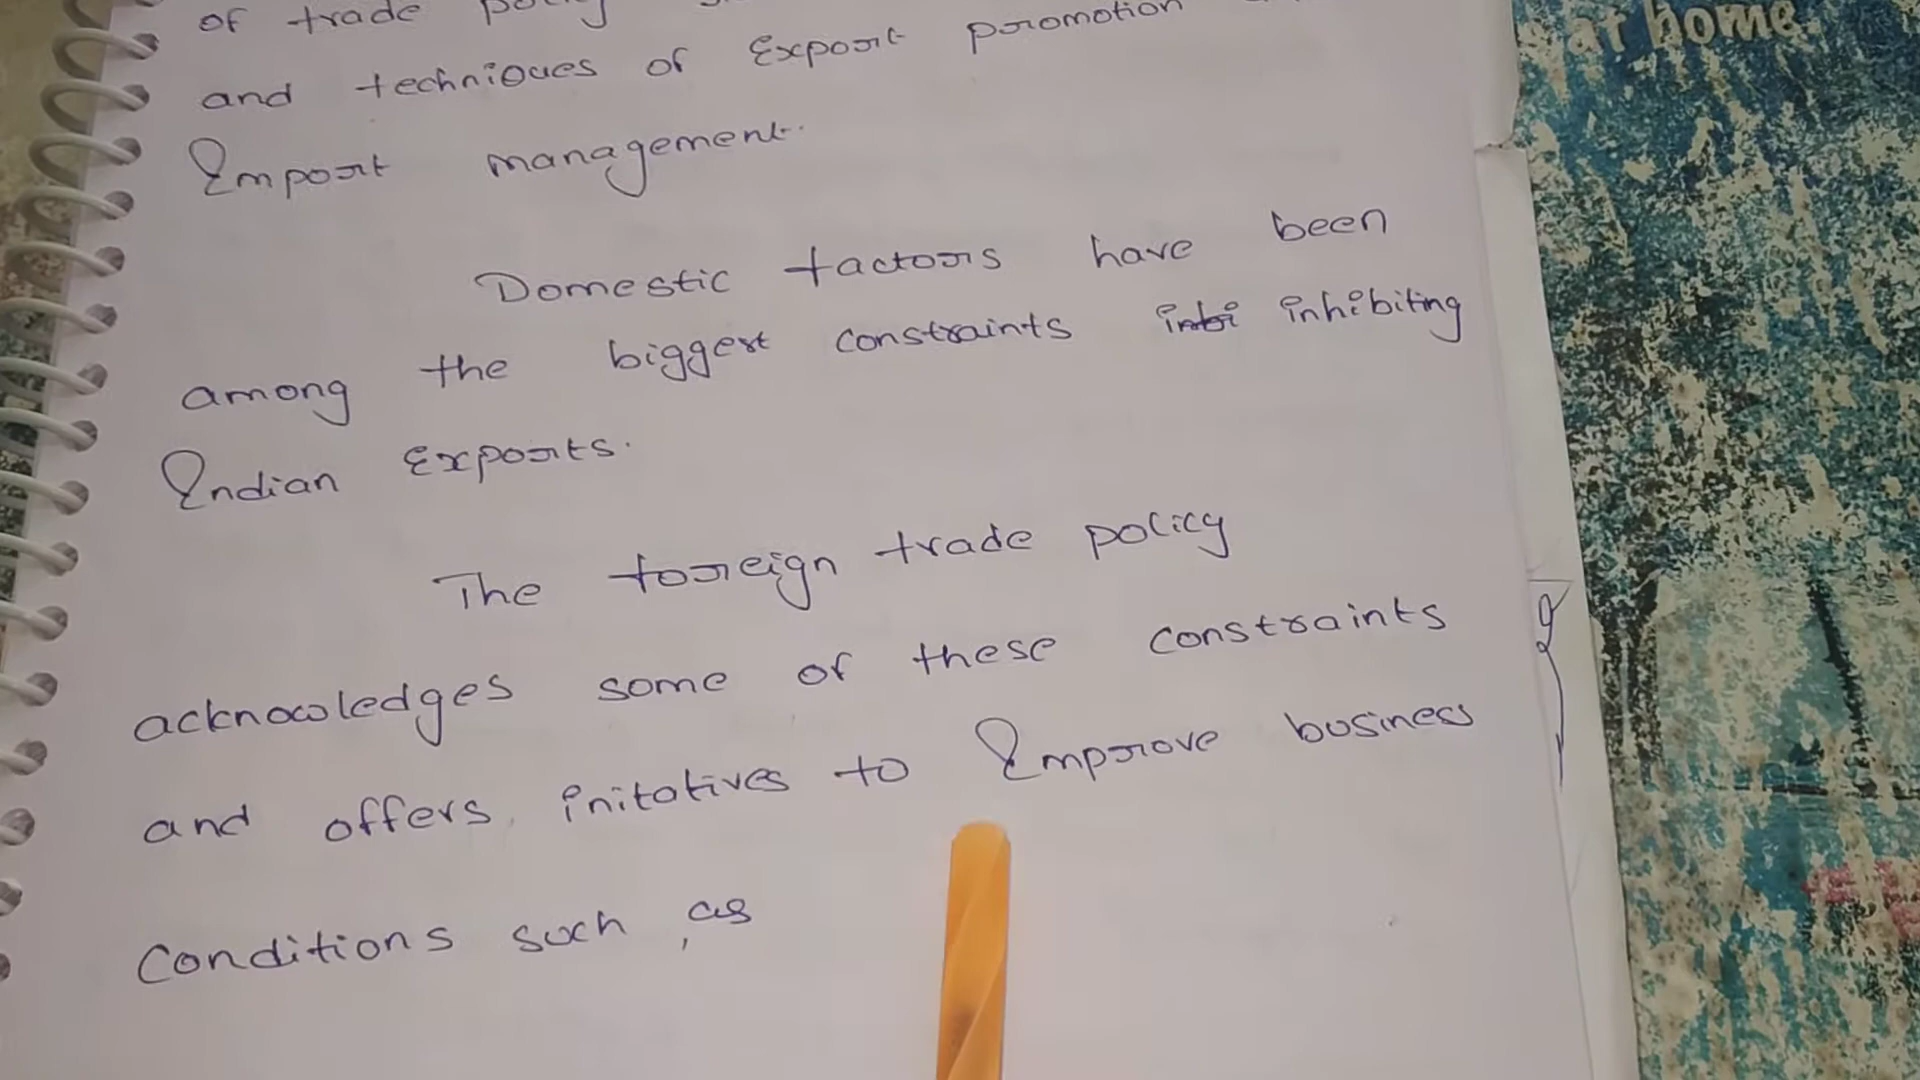 of trade policy
and techniques of Export promotion
Import management.
Domestic factors have been
among the biggest constraints inhibiting
Indian Exports.
The foreign trade policy
acknowledges some of these constraints
and offers initatives to Improve business
Conditions such as
at home.